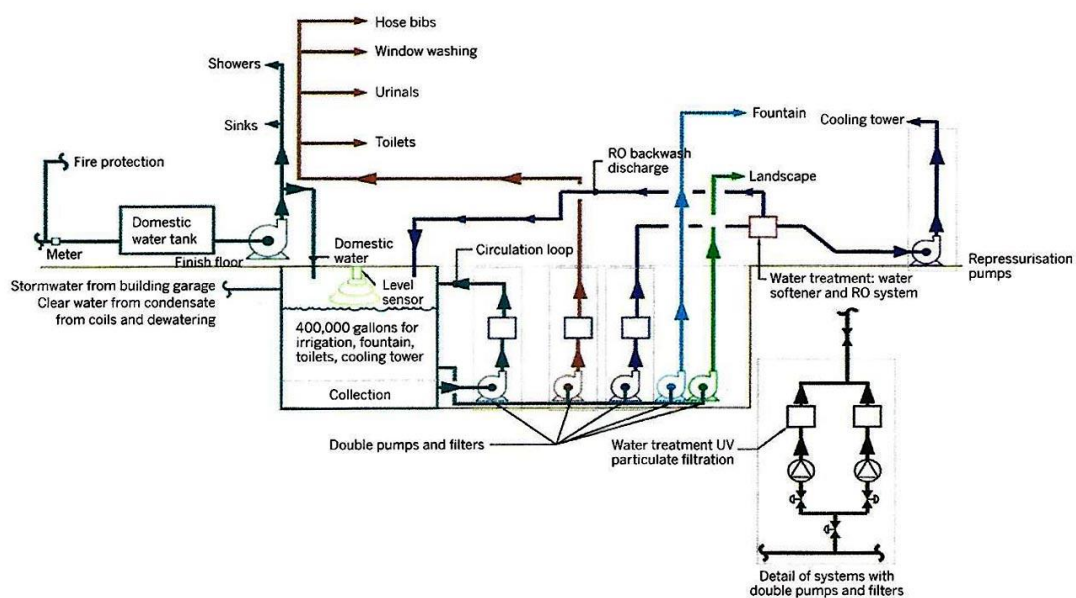 Hose bibs
Window washing
Showers
Urinals
Sinks
Toilets
Fountain
Cooling tower
Fire protection
RO backwash
discharge
Landscape
Domestic
water tank
Meter
Finish floor
Domestic
water
Level
sensor
Circulation loop
Repressurisation
pumps
Water treatment: water
softener and RO system
Stormwater from building garage
Clear water from condensate
from coils and dewatering
400,000 gallons for
irrigation, fountain,
toilets, cooling tower
Collection
Double pumps and filters
Water treatment UV
particulate filtration
Detail of systems with
double pumps and filters